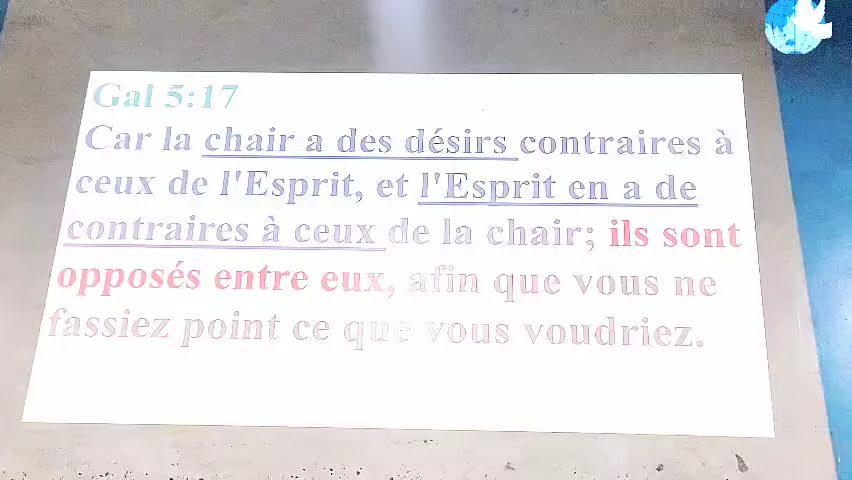 Gal 5:17
Car la chair a des désirs contraires à
ceux de l'Esprit, et l'Esprit en a de
contraires à ceux de la chair; ils sont
opposés entre eux, afin que vous ne
fassiez point ce que vous voudriez.